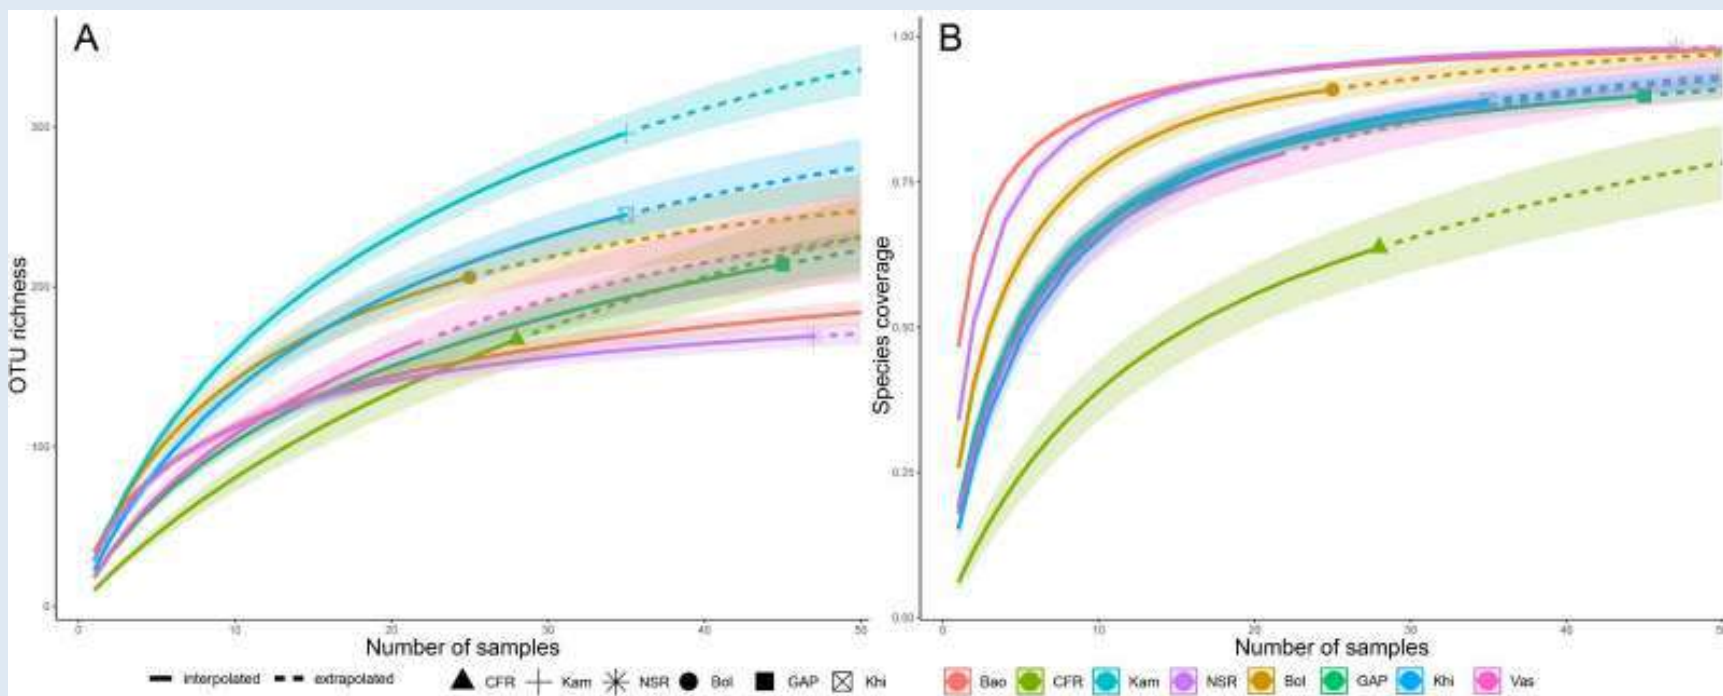 A
B
OTU richness
300
200
100
0
0 10 20 30 40 50
Number of samples
Species coverage
1.00
0.75
0.50
0.25
0.00
0 10 20 30 40
Number of samples
interpolated extrapolated CFR Kam NSR Bol GAP Khi
Bao CFR Kam NSR Bol GAP Khi Vas